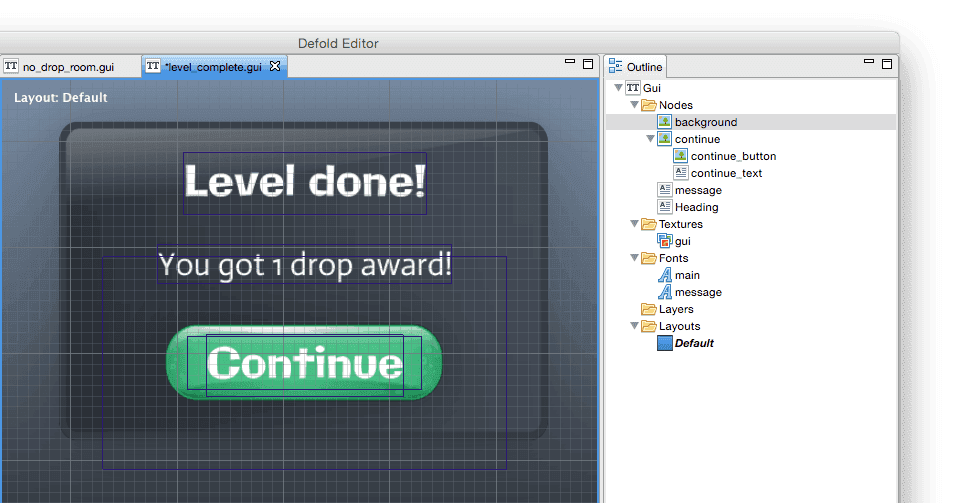 Defold Editor
no_drop_room.gui
*level_complete.gui
Outline
Layout: Default
Level done!
You got 1 drop award!
Continue
Gui
Nodes
background
continue
continue_button
continue_text
message
Heading
Textures
gui
Fonts
main
message
Layers
Layouts
Default